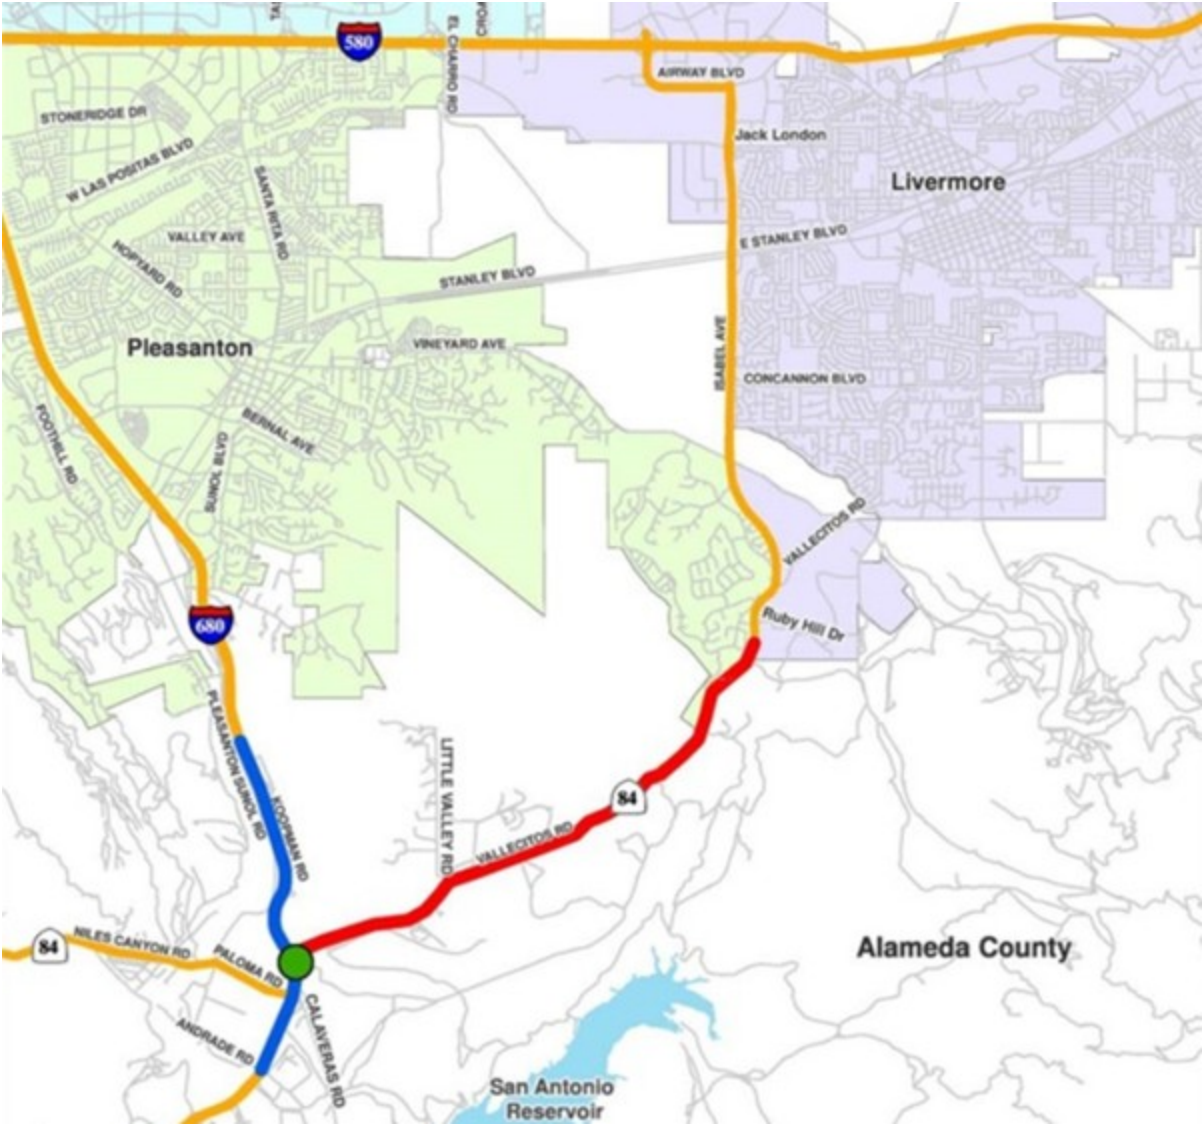 580
EL CHARRO RD
AIRWAY BLVD
STONERIDGE DR
Jack London
W LAS POSITAS BLVD
Livermore
SANTA RITA RD
VALLEY AVE
E STANLEY BLVD
HOPYARD RD
STANLEY BLVD
Pleasanton
VINEYARD AVE
ISABEL AVE
CONCANNON BLVD
FOOTHILL RD
BERNAL AVE
SUNOL BLVD
VALLECITOS RD
680
Ruby Hill Dr
PLEASANTON SUNOL RD
KOOPMAN RD
LITTLE VALLEY RD
84
VALLECITOS RD
84
NILES CANYON RD
PALOMA RD
Alameda County
CALAVERAS RD
ANDRADE RD
San Antonio
Reservoir